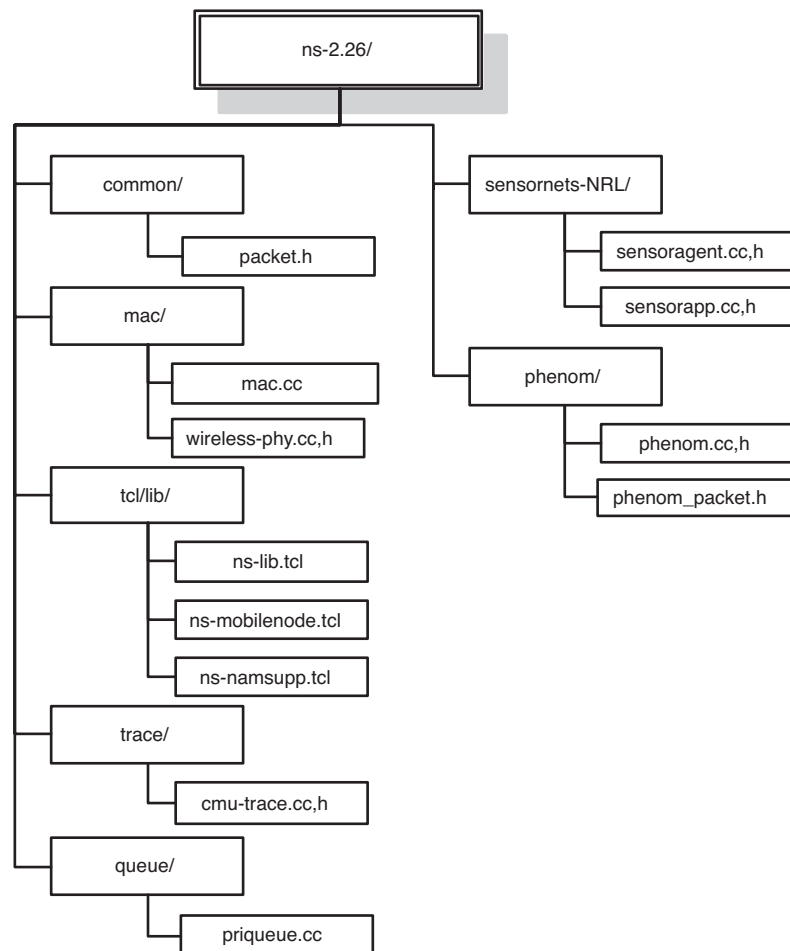 ns-2.26/
common/
packet.h
mac/
mac.cc
wireless-phy.cc,h
tcl/lib/
ns-lib.tcl
ns-mobilenode.tcl
ns-namsupp.tcl
trace/
cmu-trace.cc,h
queue/
priqueue.cc
sensornets-NRL/
sensoragent.cc,h
sensorapp.cc,h
phenom/
phenom.cc,h
phenom_packet.h